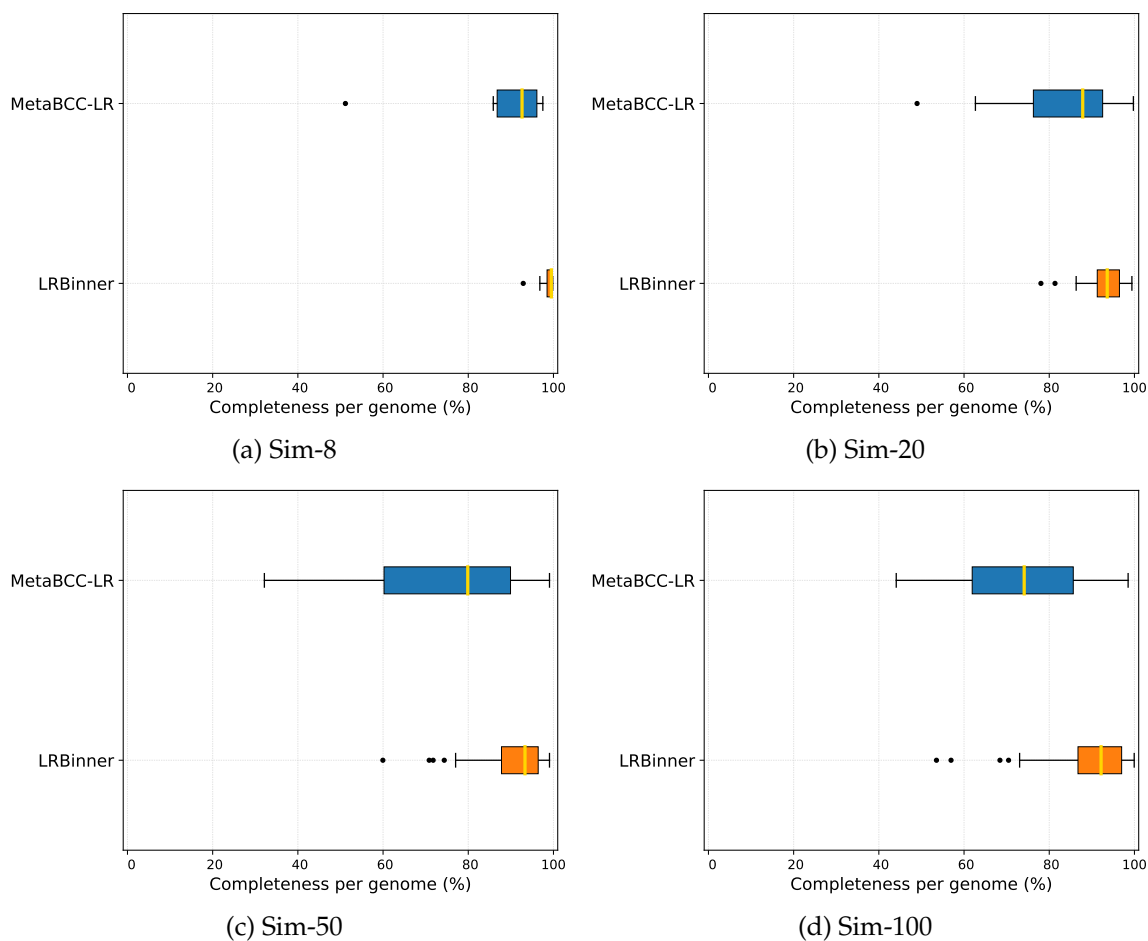 MetaBCC-LR
LRBinner
0 20 40 60 80 100
Completeness per genome (%)
(a) Sim-8
MetaBCC-LR
LRBinner
0 20 40 60 80 100
Completeness per genome (%)
(b) Sim-20
MetaBCC-LR
LRBinner
0 20 40 60 80 100
Completeness per genome (%)
(c) Sim-50
MetaBCC-LR
LRBinner
0 20 40 60 80 100
Completeness per genome (%)
(d) Sim-100